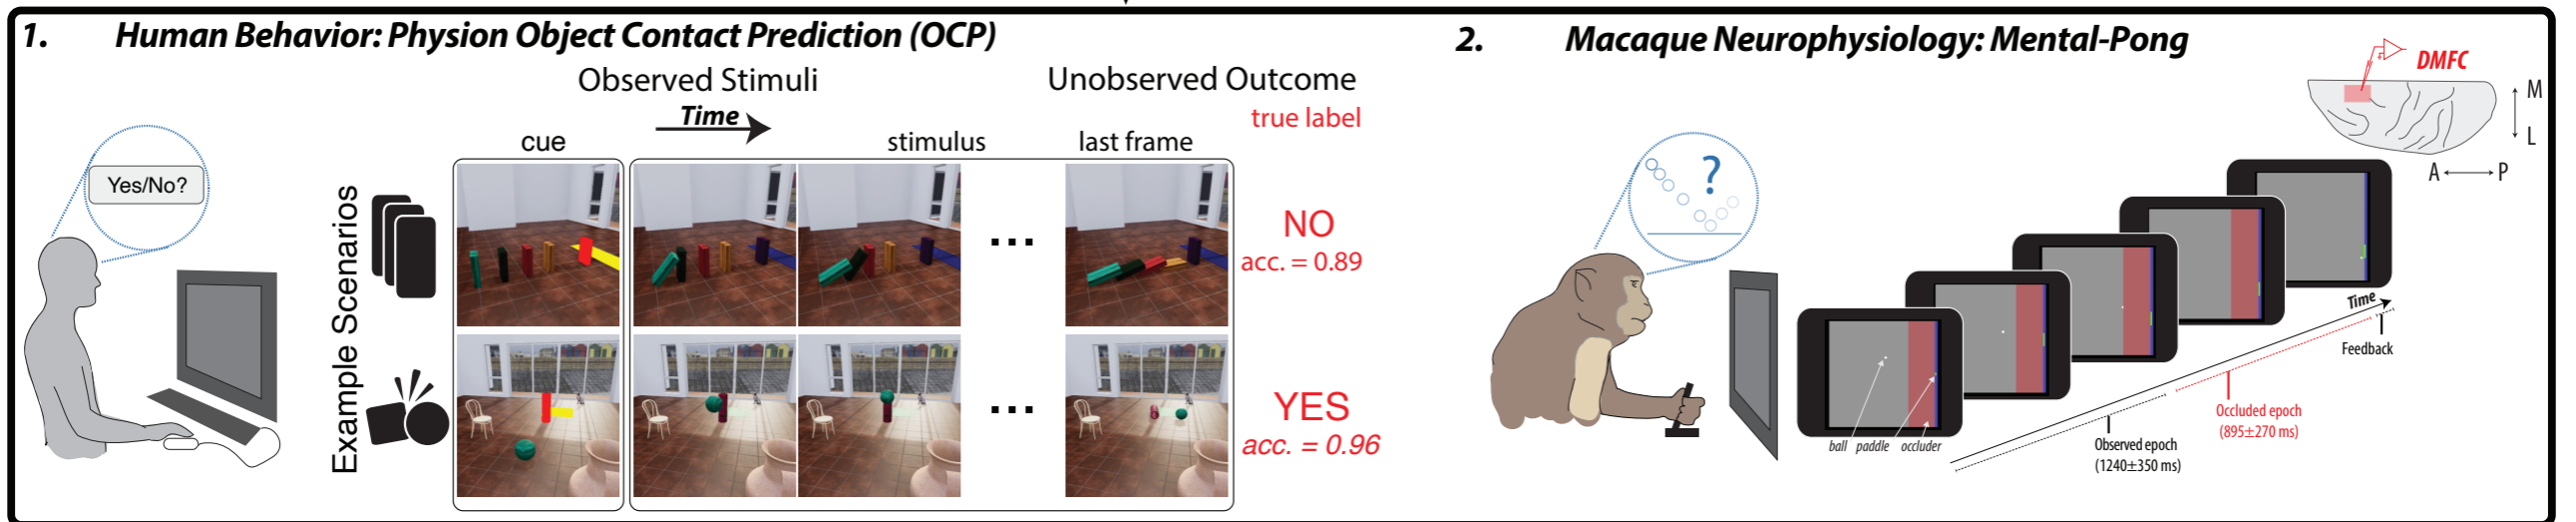 1. Human Behavior: Physion Object Contact Prediction (OCP)
Observed Stimuli
Unobserved Outcome
Time
true label
cue
stimulus
last frame
Yes/No?
Example Scenarios
...
NO
acc. = 0.89
...
YES
acc. = 0.96
2. Macaque Neurophysiology: Mental-Pong
DMFC
M
L
A
P
?
Time
Feedback
Occluded epoch
(895±270 ms)
Observed epoch
(1240±350 ms)
ball paddle occluder